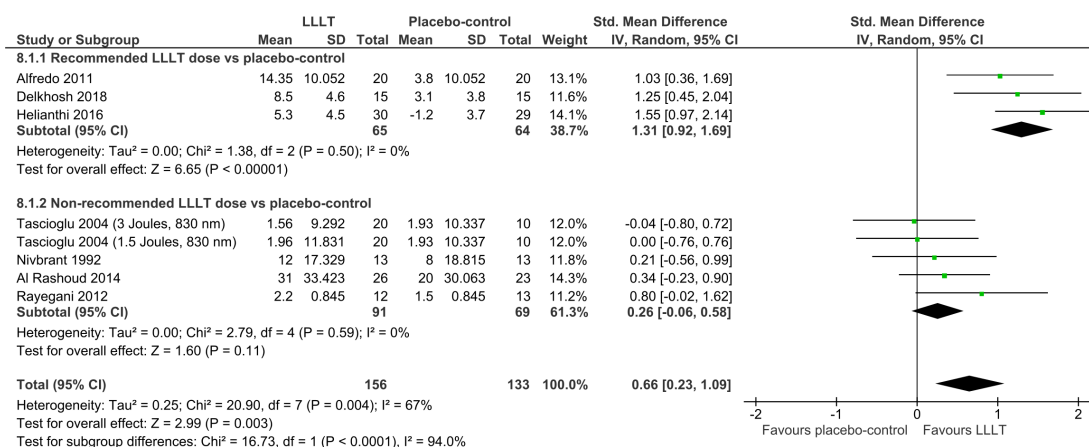 LLLT Placebo-control Std. Mean Difference Std. Mean Difference
Study or Subgroup Mean SD Total Mean SD Total Weight IV, Random, 95% CI IV, Random, 95% CI
8.1.1 Recommended LLLT dose vs placebo-control
Alfredo 2011 14.35 10.052 20 3.8 10.052 20 13.1% 1.03 [0.36, 1.69]
Delkhosh 2018 8.5 4.6 15 3.1 3.8 15 11.6% 1.25 [0.45, 2.04]
Helianthi 2016 5.3 4.5 30 -1.2 3.7 29 14.1% 1.55 [0.97, 2.14]
Subtotal (95% CI) 65 64 38.7% 1.31 [0.92, 1.69]
Heterogeneity: Tau² = 0.00; Chi² = 1.38, df = 2 (P = 0.50); I² = 0%
Test for overall effect: Z = 6.65 (P < 0.00001)
8.1.2 Non-recommended LLLT dose vs placebo-control
Tascioglu 2004 (3 Joules, 830 nm) 1.56 9.292 20 1.93 10.337 10 12.0% -0.04 [-0.80, 0.72]
Tascioglu 2004 (1.5 Joules, 830 nm) 1.96 11.831 20 1.93 10.337 10 12.0% 0.00 [-0.76, 0.76]
Nivbrant 1992 12 17.329 13 8 18.815 13 11.8% 0.21 [-0.56, 0.99]
Al Rashoud 2014 31 33.423 26 20 30.063 23 14.3% 0.34 [-0.23, 0.90]
Rayegani 2012 2.2 0.845 12 1.5 0.845 13 11.2% 0.80 [-0.02, 1.62]
Subtotal (95% CI) 91 69 61.3% 0.26 [-0.06, 0.58]
Heterogeneity: Tau² = 0.00; Chi² = 2.79, df = 4 (P = 0.59); I² = 0%
Test for overall effect: Z = 1.60 (P = 0.11)
Total (95% CI) 156 133 100.0% 0.66 [0.23, 1.09]
Heterogeneity: Tau² = 0.25; Chi² = 20.90, df = 7 (P = 0.004); I² = 67%
Test for overall effect: Z = 2.99 (P = 0.003)
Test for subgroup differences: Chi² = 16.73, df = 1 (P < 0.0001), I² = 94.0%
-2 -1 0 1 2
Favours placebo-control Favours LLLT